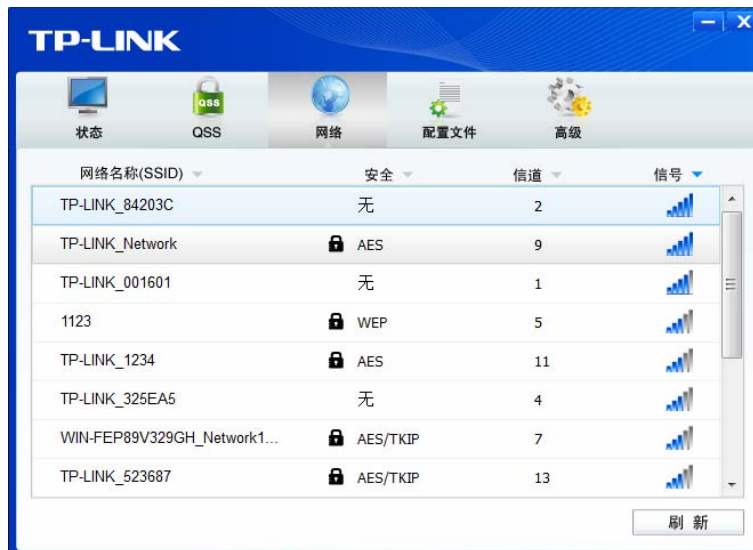 TP-LINK
QSS
状态 QSS 网络 配置文件 高级
网络名称(SSID) 安全 信道 信号
TP-LINK_84203C 无 2
TP-LINK_Network AES 9
TP-LINK_001601 无 1
1123 WEP 5
TP-LINK_1234 AES 11
TP-LINK_325EA5 无 4
WIN-FEP89V329GH_Network1... AES/TKIP 7
TP-LINK_523687 AES/TKIP 13
刷 新